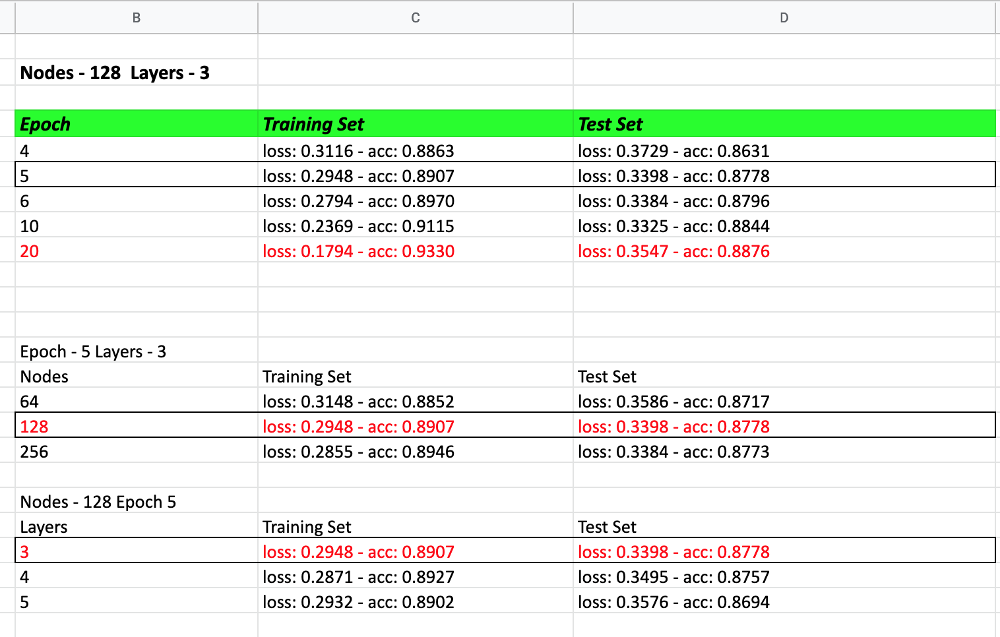 B C D
Nodes - 128  Layers - 3
Epoch Training Set Test Set
4 loss: 0.3116 - acc: 0.8863 loss: 0.3729 - acc: 0.8631
5 loss: 0.2948 - acc: 0.8907 loss: 0.3398 - acc: 0.8778
6 loss: 0.2794 - acc: 0.8970 loss: 0.3384 - acc: 0.8796
10 loss: 0.2369 - acc: 0.9115 loss: 0.3325 - acc: 0.8844
20 loss: 0.1794 - acc: 0.9330 loss: 0.3547 - acc: 0.8876
Epoch - 5 Layers - 3
Nodes Training Set Test Set
64 loss: 0.3148 - acc: 0.8852 loss: 0.3586 - acc: 0.8717
128 loss: 0.2948 - acc: 0.8907 loss: 0.3398 - acc: 0.8778
256 loss: 0.2855 - acc: 0.8946 loss: 0.3384 - acc: 0.8773
Nodes - 128 Epoch 5
Layers Training Set Test Set
3 loss: 0.2948 - acc: 0.8907 loss: 0.3398 - acc: 0.8778
4 loss: 0.2871 - acc: 0.8927 loss: 0.3495 - acc: 0.8757
5 loss: 0.2932 - acc: 0.8902 loss: 0.3576 - acc: 0.8694